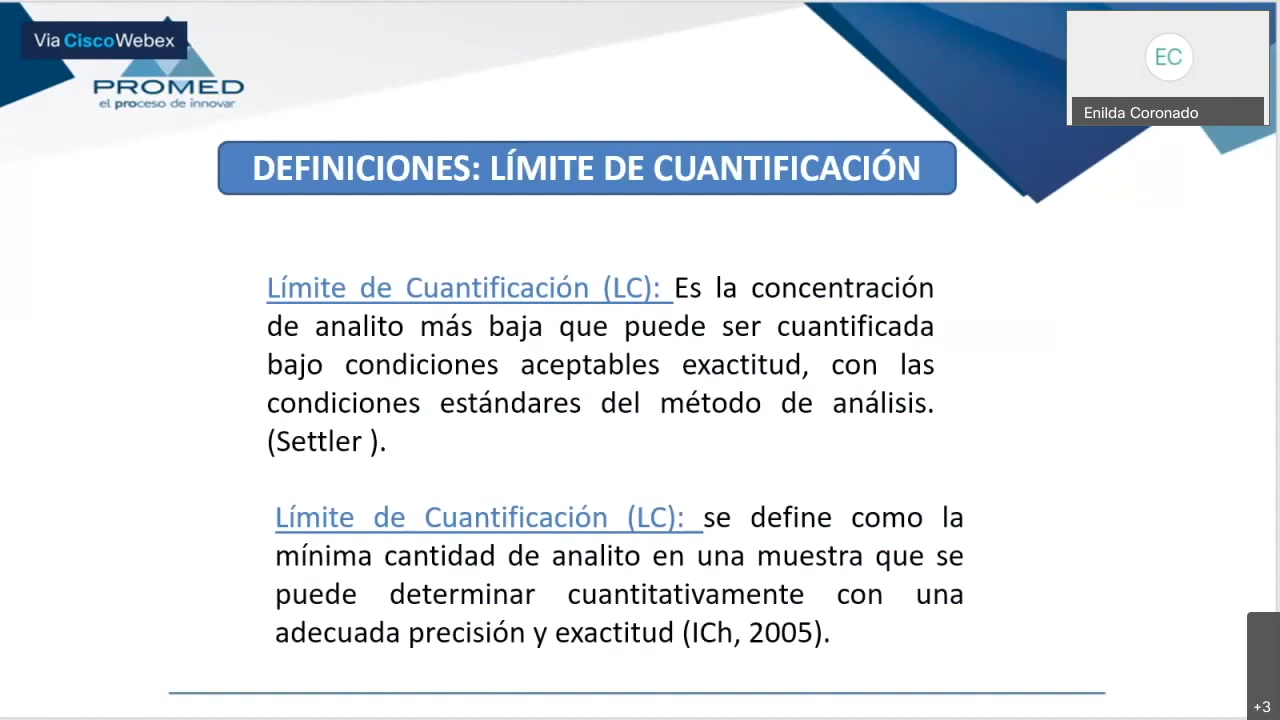 Via Cisco Webex
PROMED
el proceso de innovar
EC
Enilda Coronado
DEFINICIONES: LÍMITE DE CUANTIFICACIÓN
Límite de Cuantificación (LC): Es la concentración
de analito más baja que puede ser cuantificada
bajo condiciones aceptables exactitud, con las
condiciones estándares del método de análisis.
(Settler ).
Límite de Cuantificación (LC): se define como la
mínima cantidad de analito en una muestra que se
puede determinar cuantitativamente con una
adecuada precisión y exactitud (ICh, 2005).
+3